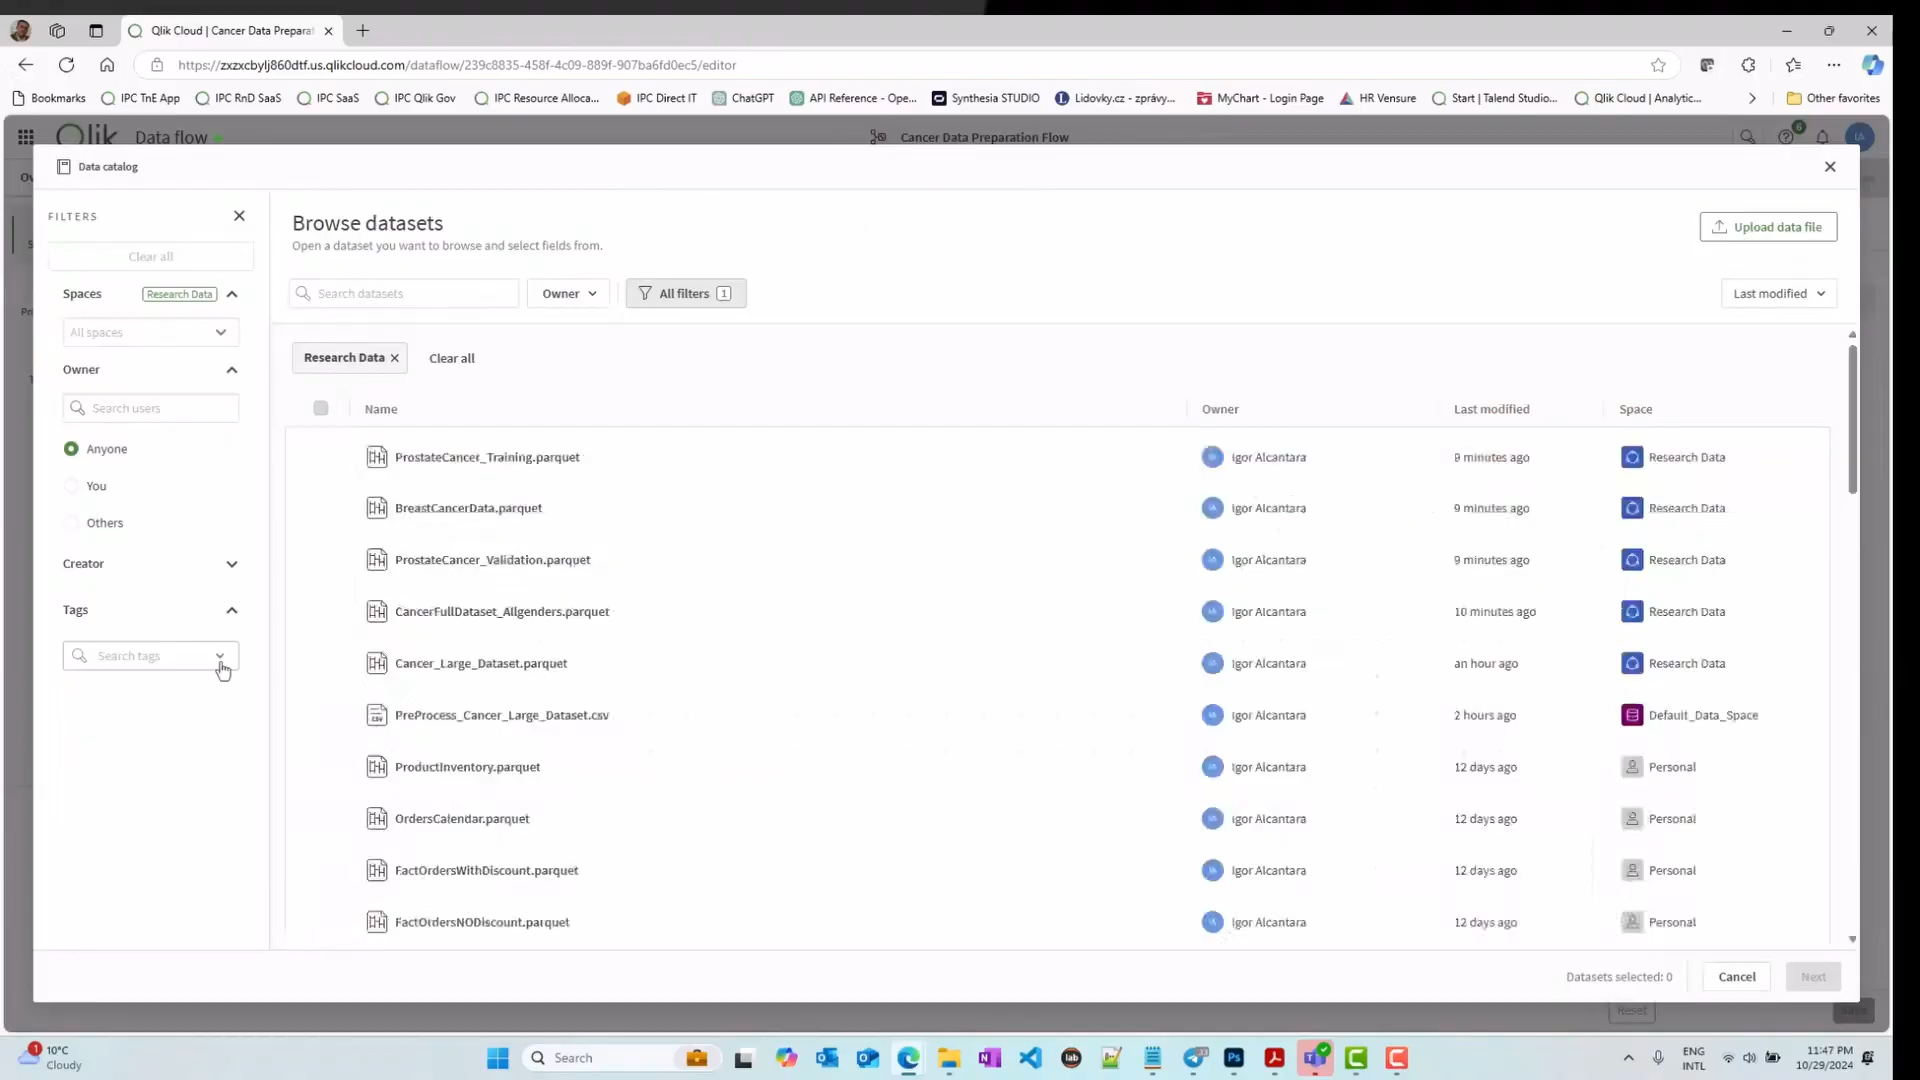 Qlik Cloud | Cancer Data Preparat
https://zxzxcbylj860dtf.us.qlikcloud.com/dataflow/239c8835-458f-4c09-889f-907ba6fd0ec5/editor
Bookmarks IPC TnE App IPC RnD SaaS IPC SaaS IPC Qlik Gov IPC Resource Alloca... IPC Direct IT ChatGPT API Reference - Ope... Synthesia STUDIO Lidovky.cz - zprávy... MyChart - Login Page HR Vensure Start | Talend Studio... Qlik Cloud | Analytic... Other favorites
Qlik Data flow Cancer Data Preparation Flow 6 IA
Data catalog
FILTERS
Clear all
Spaces Research Data
All spaces
Owner
Search users
Anyone
You
Others
Creator
Tags
Search tags
Browse datasets
Open a dataset you want to browse and select fields from.
Upload data file
Search datasets Owner All filters 1 Last modified
Research Data Clear all
Name Owner Last modified Space
ProstateCancer_Training.parquet Igor Alcantara 9 minutes ago Research Data
BreastCancerData.parquet Igor Alcantara 9 minutes ago Research Data
ProstateCancer_Validation.parquet Igor Alcantara 9 minutes ago Research Data
CancerFullDataset_Allgenders.parquet Igor Alcantara 10 minutes ago Research Data
Cancer_Large_Dataset.parquet Igor Alcantara an hour ago Research Data
PreProcess_Cancer_Large_Dataset.csv Igor Alcantara 2 hours ago Default_Data_Space
ProductInventory.parquet Igor Alcantara 12 days ago Personal
OrdersCalendar.parquet Igor Alcantara 12 days ago Personal
FactOrdersWithDiscount.parquet Igor Alcantara 12 days ago Personal
FactOrdersNODiscount.parquet Igor Alcantara 12 days ago Personal
Datasets selected: 0 Cancel Next
Reset Save
1 10°C
Cloudy
Search
lab
Ps
ENG
INTL
11:47 PM
10/29/2024